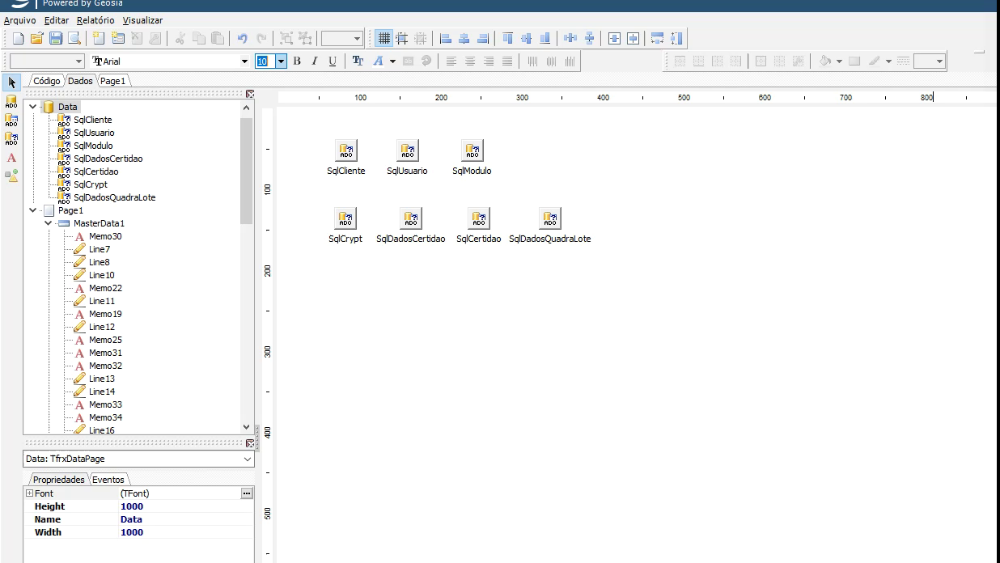 Powered by Geosia
Arquivo Editar Relatório Visualizar
Arial 10 B I U
Código Dados Page1
ADO
ADO
ADO
A
Data
SqlCliente
SqlUsuario
SqlModulo
SqlDadosCertidao
SqlCertidao
SqlCrypt
SqlDadosQuadraLote
Page1
MasterData1
Memo30
Line7
Line8
Line10
Memo22
Line11
Memo19
Line12
Memo25
Memo31
Memo32
Line13
Line14
Memo33
Memo34
Line16
Data: TfrxDataPage
Propriedades Eventos
Font (TFont)
Height 1000
Name Data
Width 1000
100 200 300 400 500 600 700 800
100
200
300
400
500
ADO ADO ADO
SqlCliente SqlUsuario SqlModulo
ADO ADO ADO ADO
SqlCrypt SqlDadosCertidao SqlCertidao SqlDadosQuadraLote